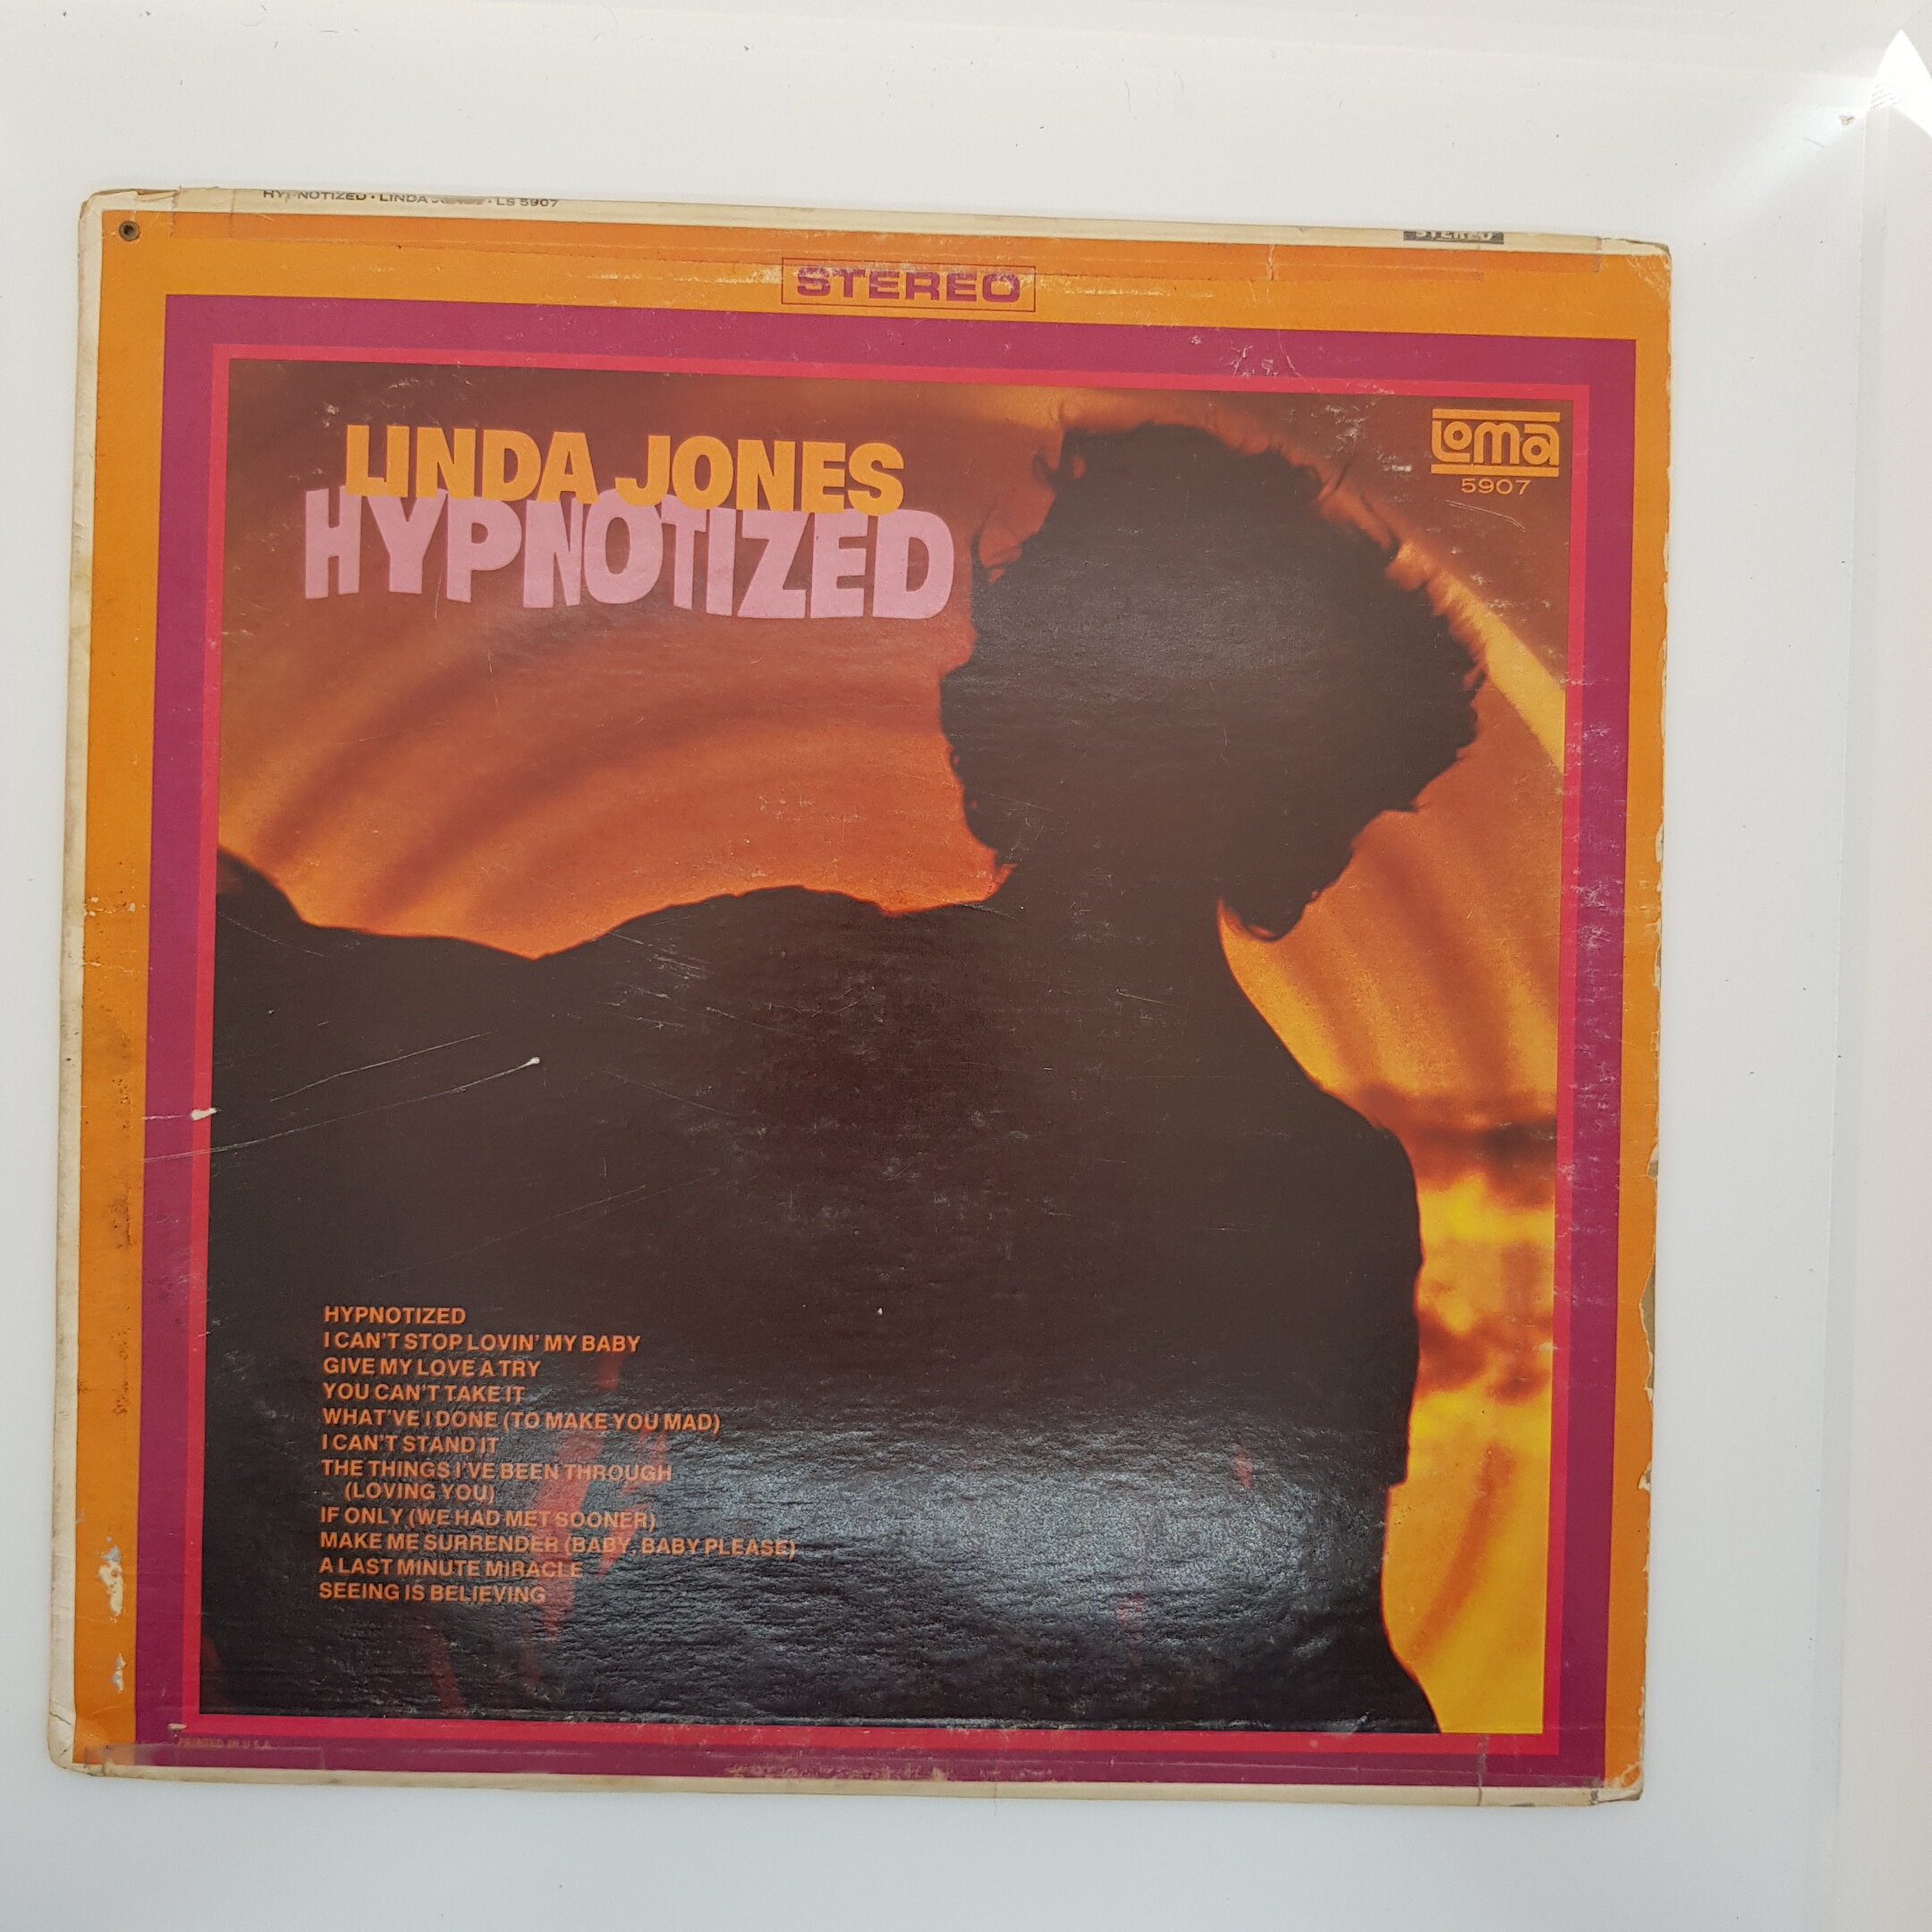 HYPNOTIZED • LINDA JONES • LS 5907
STEREO
STEREO
LINDA JONES
HYPNOTIZED
Loma
5907
HYPNOTIZED
I CAN'T STOP LOVIN' MY BABY
GIVE MY LOVE A TRY
YOU CAN'T TAKE IT
WHAT'VE I DONE (TO MAKE YOU MAD)
I CAN'T STAND IT
THE THINGS I'VE BEEN THROUGH
(LOVING YOU)
IF ONLY (WE HAD MET SOONER)
MAKE ME SURRENDER (BABY, BABY PLEASE)
A LAST MINUTE MIRACLE
SEEING IS BELIEVING
PRINTED IN U.S.A.